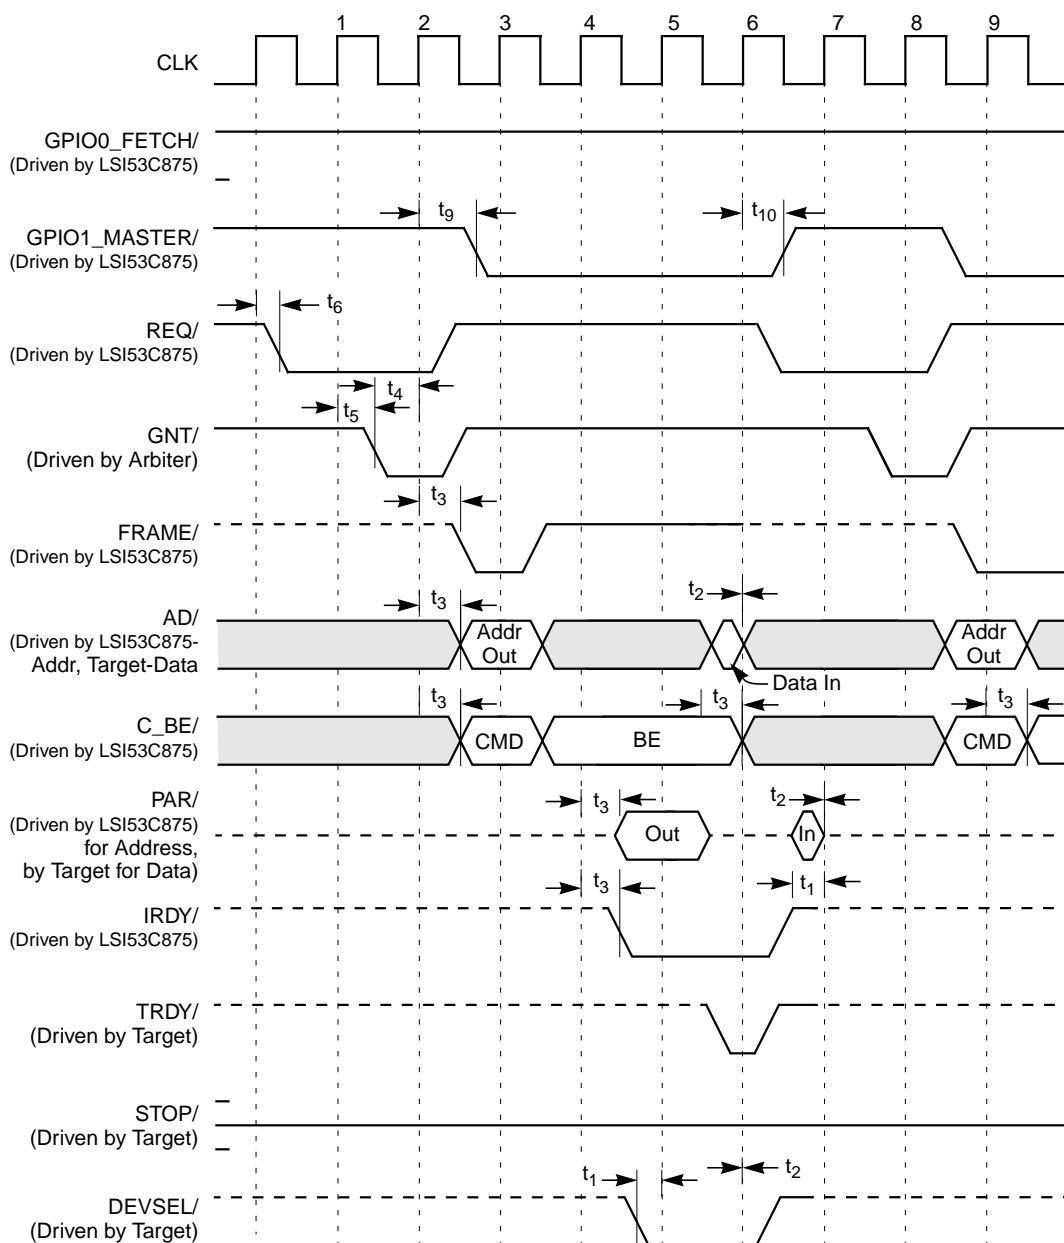 1 2 3 4 5 6 7 8 9
CLK
GPIO0_FETCH/
(Driven by LSI53C875)
t9 t10
GPIO1_MASTER/
(Driven by LSI53C875)
t6
REQ/
(Driven by LSI53C875)
t4
t5
GNT/
(Driven by Arbiter)
t3
FRAME/
(Driven by LSI53C875)
t3 t2
AD/
(Driven by LSI53C875-
Addr, Target-Data
Addr
Out
Addr
Out
Data In
t3 t3 t3
C_BE/
(Driven by LSI53C875)
CMD BE CMD
PAR/
(Driven by LSI53C875)
for Address,
by Target for Data)
t3 t2
Out In
t3 t1
IRDY/
(Driven by LSI53C875)
TRDY/
(Driven by Target)
STOP/
(Driven by Target)
t1 t2
DEVSEL/
(Driven by Target)